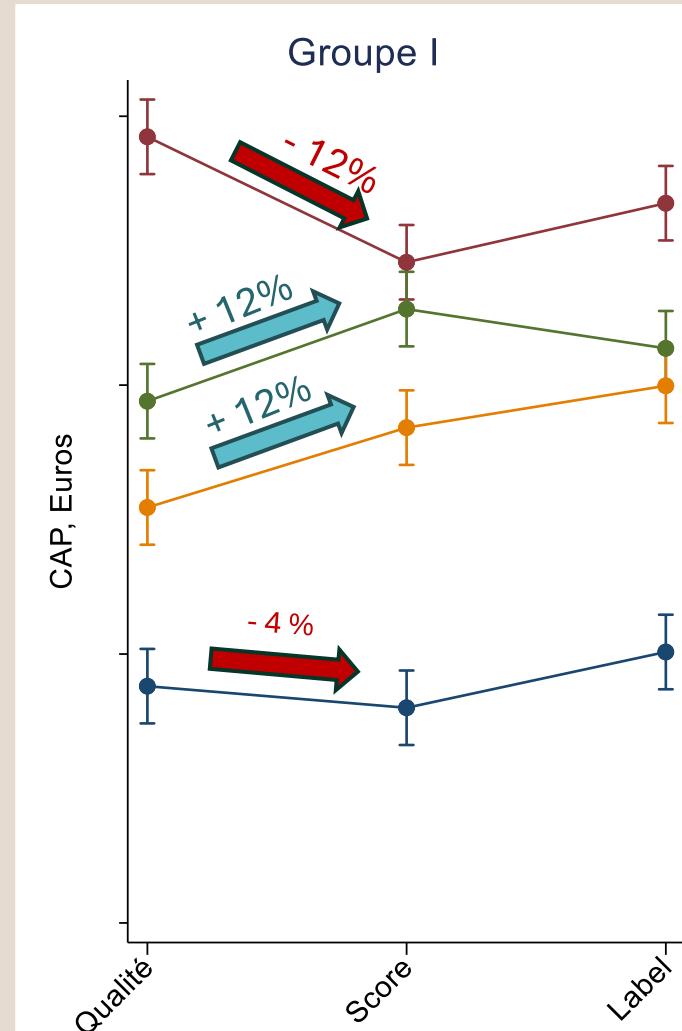 Groupe I
- 12%
+ 12%
+ 12%
- 4 %
CAP, Euros
Qualité
Score
Label